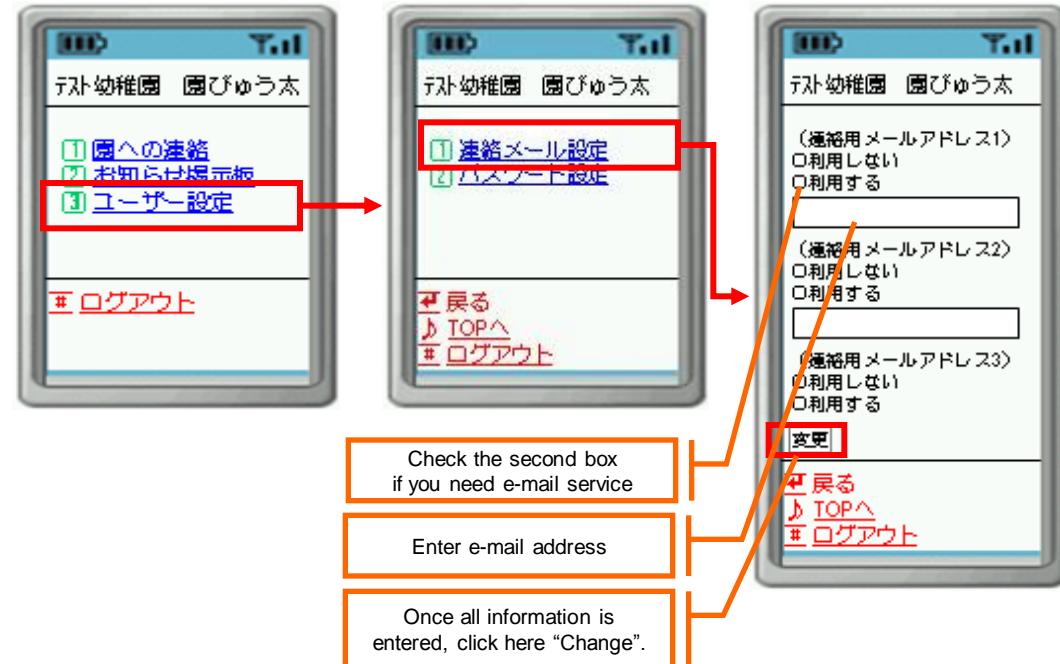 テスト幼稚園 園びゅう太
1 園への連絡
2 お知らせ掲示板
3 ユーザー設定
# ログアウト
テスト幼稚園 園びゅう太
1 連絡メール設定
2 パスワード設定
戻る
♪ TOPへ
# ログアウト
テスト幼稚園 園びゅう太
(連絡用メールアドレス1)
利用しない
利用する
(連絡用メールアドレス2)
利用しない
利用する
(連絡用メールアドレス3)
利用しない
利用する
変更
戻る
♪ TOPへ
# ログアウト
Check the second box
if you need e-mail service
Enter e-mail address
Once all information is
entered, click here “Change”.